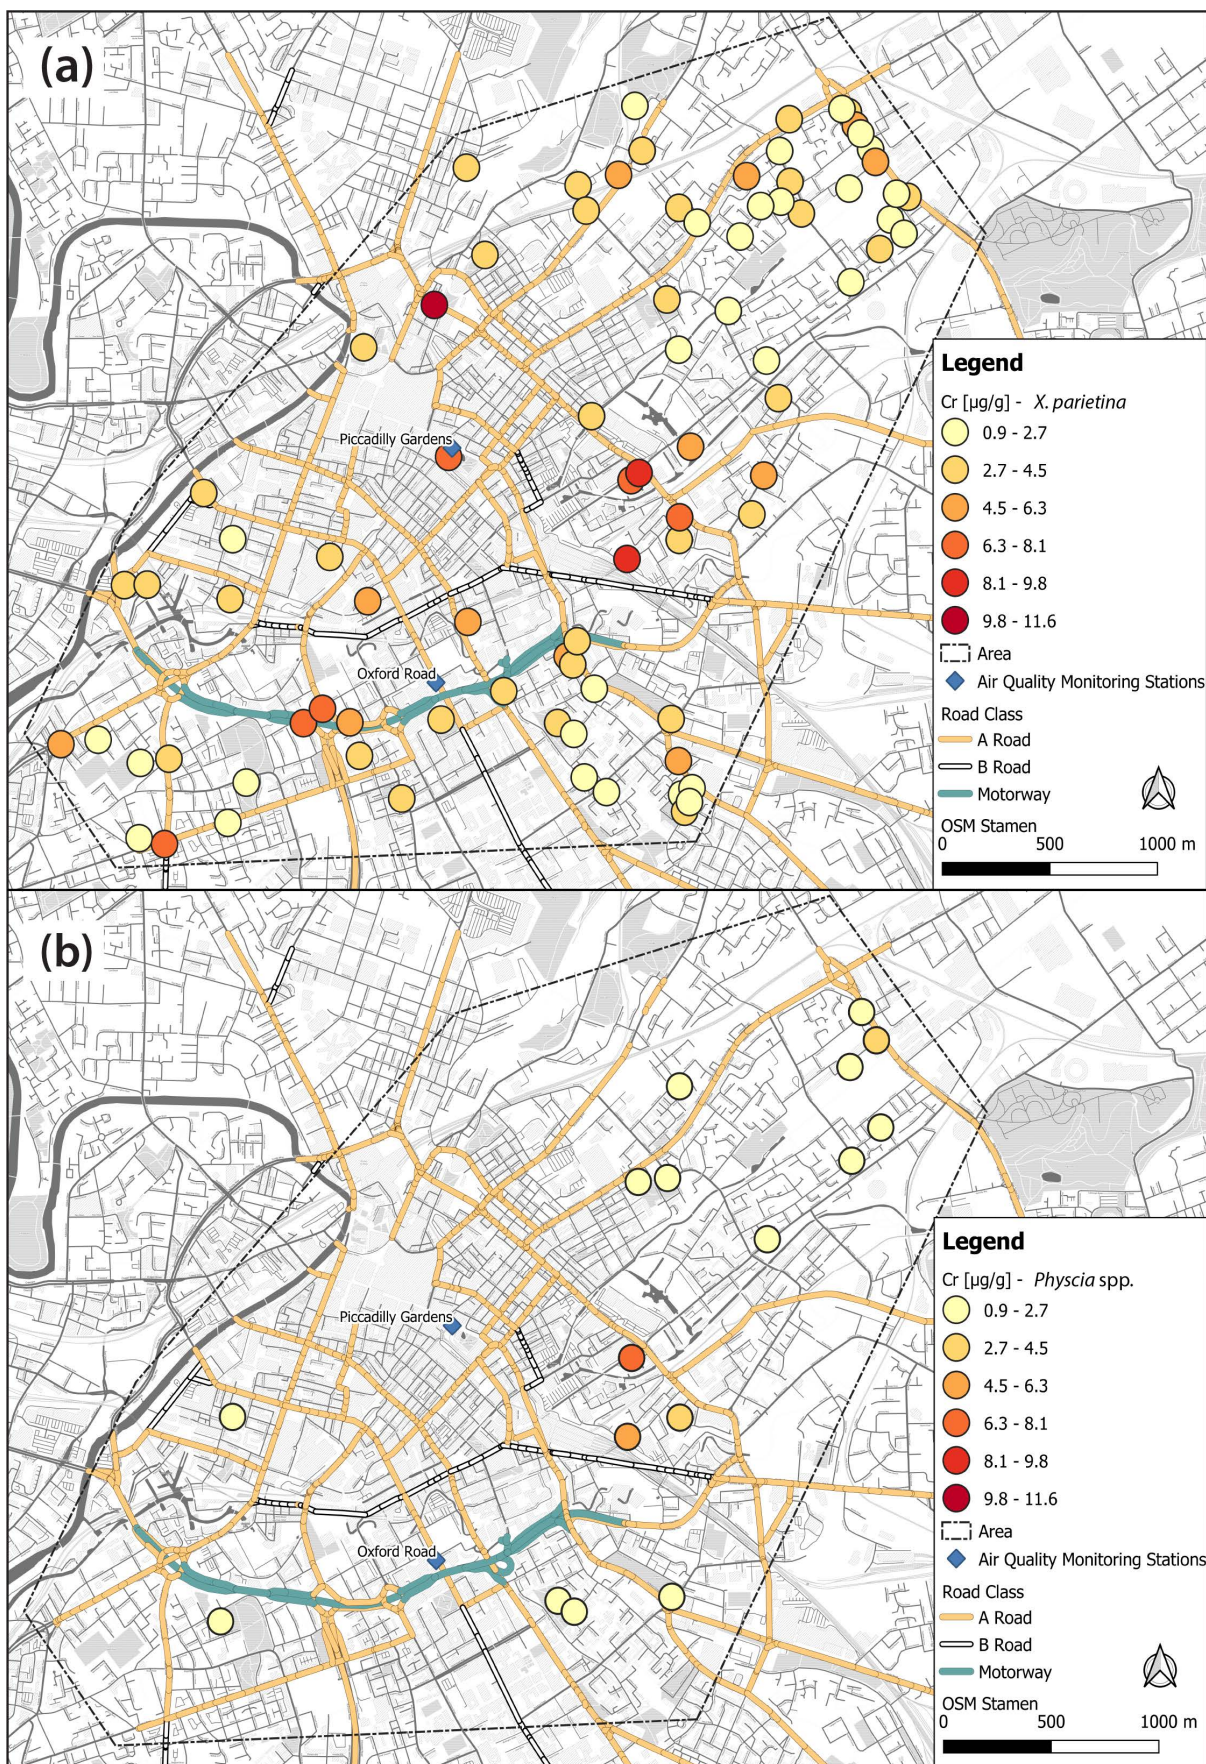 (a)
Piccadilly Gardens
Oxford Road
Legend
Cr [µg/g] - X. parietina
0.9 - 2.7
2.7 - 4.5
4.5 - 6.3
6.3 - 8.1
8.1 - 9.8
9.8 - 11.6
Area
Air Quality Monitoring Stations
Road Class
A Road
B Road
Motorway
OSM Stamen
0 500 1000 m
(b)
Piccadilly Gardens
Oxford Road
Legend
Cr [µg/g] - Physcia spp.
0.9 - 2.7
2.7 - 4.5
4.5 - 6.3
6.3 - 8.1
8.1 - 9.8
9.8 - 11.6
Area
Air Quality Monitoring Stations
Road Class
A Road
B Road
Motorway
OSM Stamen
0 500 1000 m